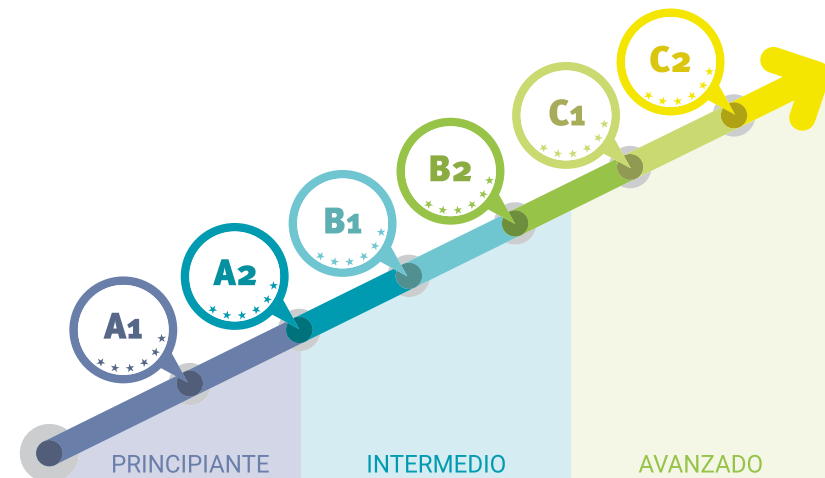 A1
A2
B1
B2
C1
C2
PRINCIPIANTE
INTERMEDIO
AVANZADO